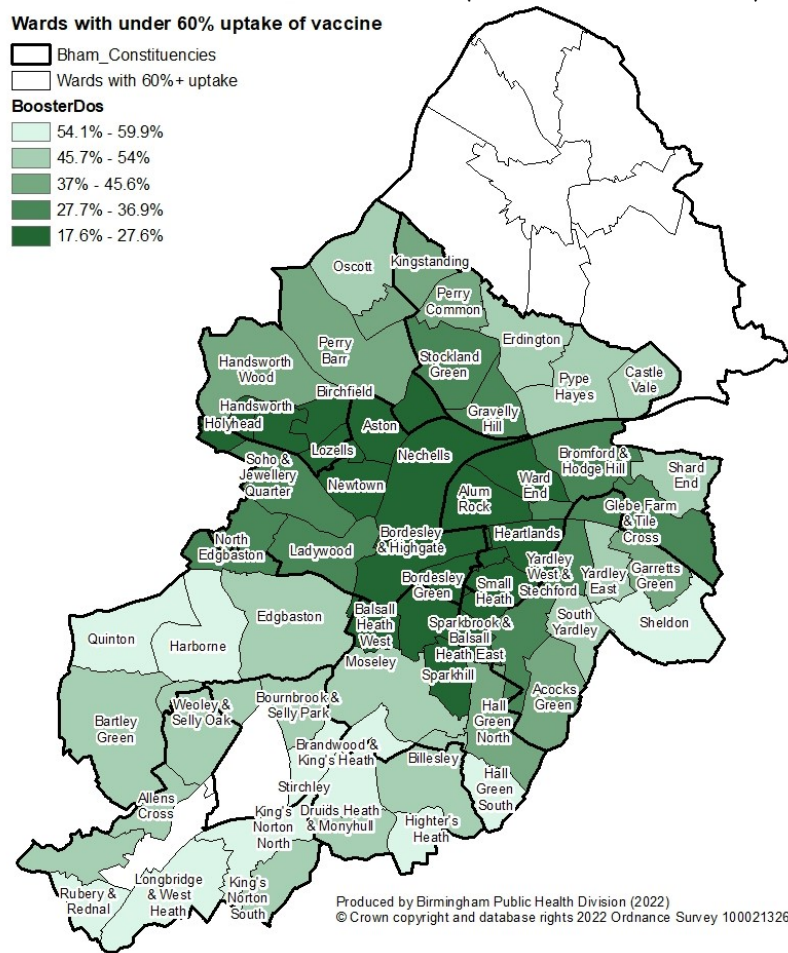 Wards with under 60% uptake of vaccine
Bham_Constituencies
Wards with 60%+ uptake
BoosterDos
54.1% - 59.9%
45.7% - 54%
37% - 45.6%
27.7% - 36.9%
17.6% - 27.6%
Oscott
Kingstanding
Perry
Common
Erdington
Perry
Barr
Stockland
Green
Handsworth
Wood
Pype
Hayes
Castle
Vale
Birchfield
Gravelly
Hill
Handsworth
Holyhead
Aston
Lozells
Nechells
Bromford &
Hodge Hill
Shard
End
Soho &
Jewellery
Quarter
Newtown
Alum
Rock
Ward
End
Glebe Farm
& Tile
Cross
North
Edgbaston
Ladywood
Bordesley
& Highgate
Heartlands
Bordesley
Green
Small
Heath
Yardley
West &
Stechford
Yardley
East
Garretts
Green
Quinton
Harborne
Edgbaston
Balsall
Heath
West
Sparkbrook &
Balsall
Heath East
South
Yardley
Sheldon
Moseley
Sparkhill
Acocks
Green
Bartley
Green
Weoley &
Selly Oak
Bournbrook &
Selly Park
Hall
Green
North
Brandwood &
King's Heath
Billesley
Hall
Green
South
Stirchley
Allens
Cross
King's
Norton
North
Druids Heath
& Monyhull
Highter's
Heath
Rubery &
Rednal
Longbridge
& West
Heath
King's
Norton
South
Produced by Birmingham Public Health Division (2022)
© Crown copyright and database rights 2022 Ordnance Survey 100021326